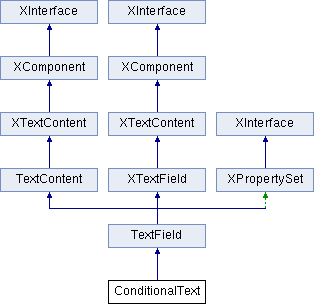 XInterface XInterface
XComponent XComponent
XTextContent XTextContent XInterface
TextContent XTextField XPropertySet
TextField
ConditionalText